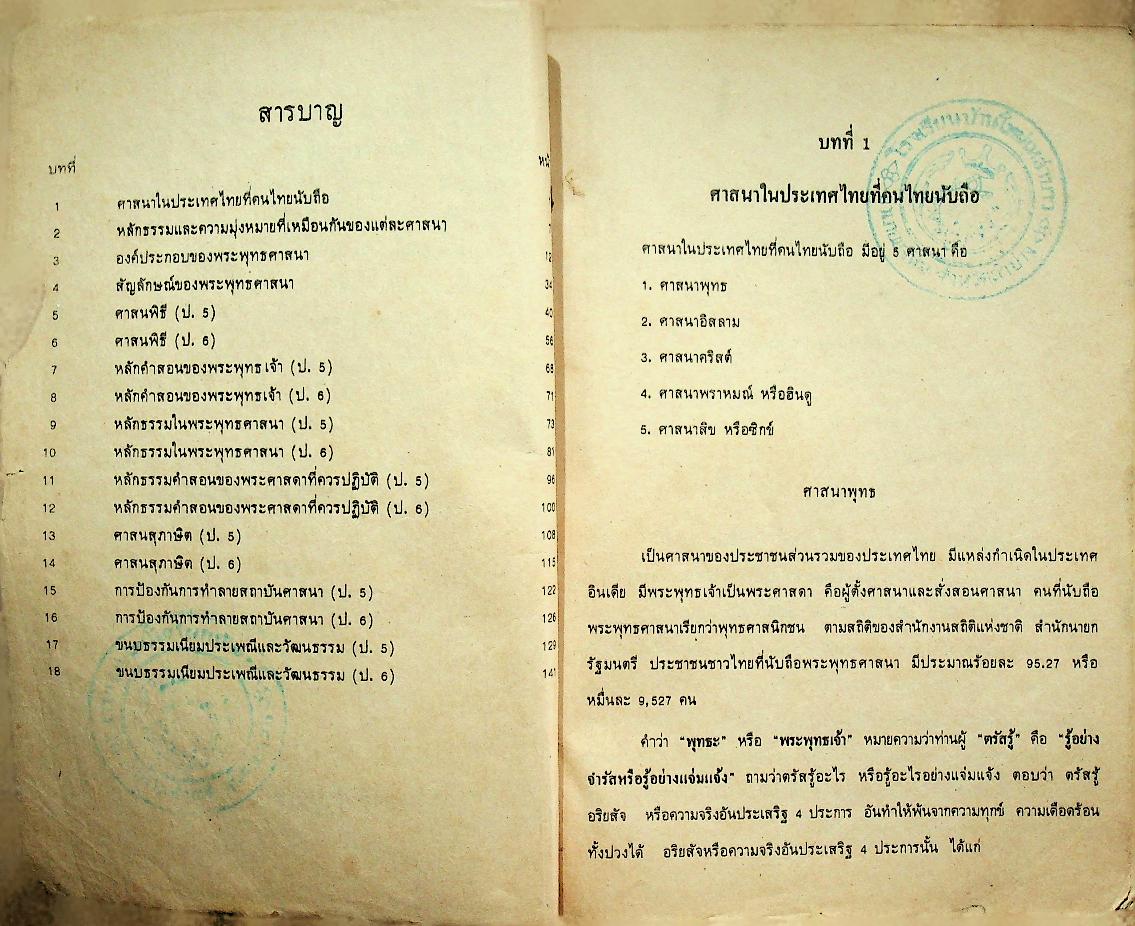 สารบาญ
บทที่
1 ศาสนาในประเทศไทยที่คนไทยนับถือ
2 หลักธรรมและความมุ่งหมายที่เหมือนกันของแต่ละศาสนา
3 องค์ประกอบของพระพุทธศาสนา 12
4 สัญลักษณ์ของพระพุทธศาสนา 34
5 ศาสนพิธี (ป. 5) 40
6 ศาสนพิธี (ป. 6) 56
7 หลักคำสอนของพระพุทธเจ้า (ป. 5) 68
8 หลักคำสอนของพระพุทธเจ้า (ป. 6) 71
9 หลักธรรมในพระพุทธศาสนา (ป. 5) 73
10 หลักธรรมในพระพุทธศาสนา (ป. 6) 81
11 หลักธรรมคำสอนของพระศาสดาที่ควรปฏิบัติ (ป. 5) 96
12 หลักธรรมคำสอนของพระศาสดาที่ควรปฏิบัติ (ป. 6) 100
13 ศาสนสุภาษิต (ป. 5) 108
14 ศาสนสุภาษิต (ป. 6) 115
15 การป้องกันการทำลายสถาบันศาสนา (ป. 5) 122
16 การป้องกันการทำลายสถาบันศาสนา (ป. 6) 126
17 ขนบธรรมเนียมประเพณีและวัฒนธรรม (ป. 5) 129
18 ขนบธรรมเนียมประเพณีและวัฒนธรรม (ป. 6) 141
บทที่ 1
ศาสนาในประเทศไทยที่คนไทยนับถือ
ศาสนาในประเทศไทยที่คนไทยนับถือ มีอยู่ 5 ศาสนา คือ
1. ศาสนาพุทธ
2. ศาสนาอิสลาม
3. ศาสนาคริสต์
4. ศาสนาพราหมณ์ หรือฮินดู
5. ศาสนาสิข หรือซิกข์
ศาสนาพุทธ
เป็นศาสนาของประชาชนส่วนรวมของประเทศไทย มีแหล่งกำเนิดในประเทศ
อินเดีย มีพระพุทธเจ้าเป็นพระศาสดา คือผู้ตั้งศาสนาและสั่งสอนศาสนา คนที่นับถือ
พระพุทธศาสนาเรียกว่าพุทธศาสนิกชน ตามสถิติของสำนักงานสถิติแห่งชาติ สำนักนายก
รัฐมนตรี ประชาชนชาวไทยที่นับถือพระพุทธศาสนา มีประมาณร้อยละ 95.27 หรือ
หมื่นละ 9,527 คน
คำว่า "พุทธะ" หรือ "พระพุทธเจ้า" หมายความว่าท่านผู้ "ตรัสรู้" คือ "รู้อย่าง
จำรัสหรือรู้อย่างแจ่มแจ้ง" ถามว่าตรัสรู้อะไร หรือรู้อะไรอย่างแจ่มแจ้ง ตอบว่า ตรัสรู้
อริยสัจ หรือความจริงอันประเสริฐ 4 ประการ อันทำให้พ้นจากความทุกข์ ความเดือดร้อน
ทั้งปวงได้ อริยสัจหรือความจริงอันประเสริฐ 4 ประการนั้น ได้แก่